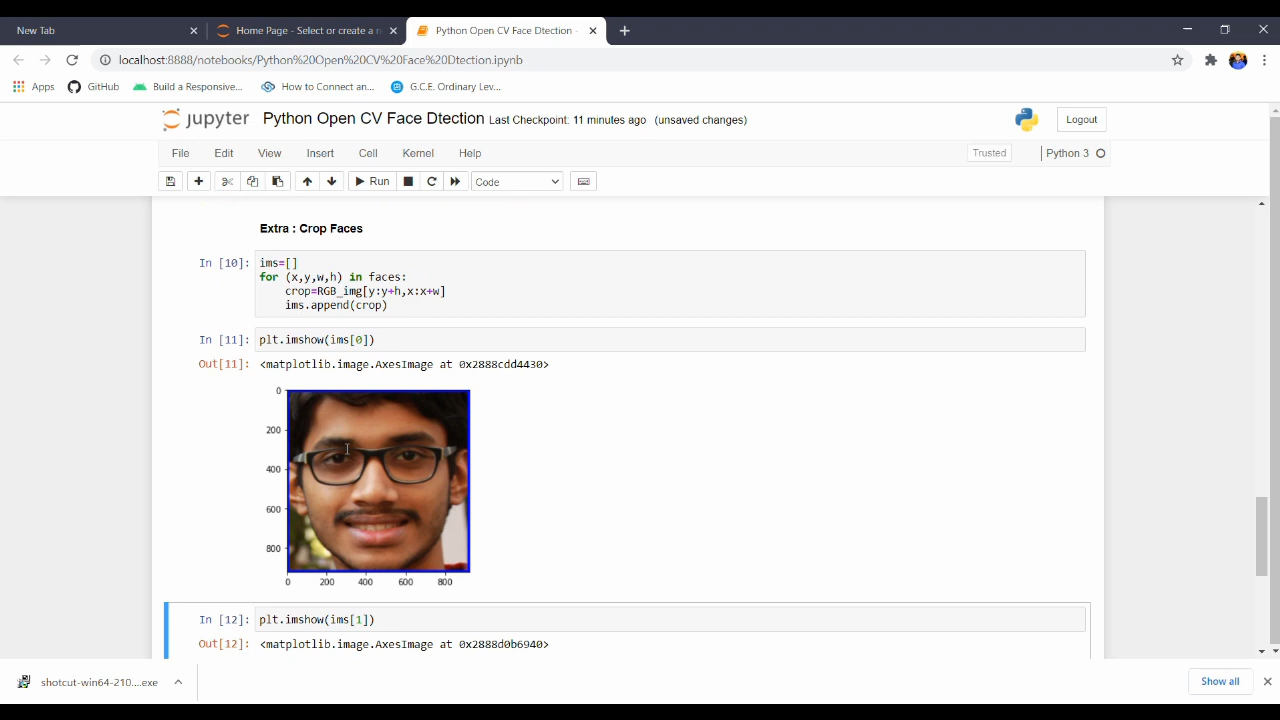 New Tab
Home Page - Select or create a n
Python Open CV Face Dtection -
localhost:8888/notebooks/Python%20Open%20CV%20Face%20Dtection.ipynb
Apps GitHub Build a Responsive... How to Connect an... G.C.E. Ordinary Lev...
jupyter Python Open CV Face Dtection Last Checkpoint: 11 minutes ago (unsaved changes) Logout
File Edit View Insert Cell Kernel Help Trusted Python 3
Run Code
Extra : Crop Faces
In [10]: ims=[]
for (x,y,w,h) in faces:
crop=RGB_img[y:y+h,x:x+w]
ims.append(crop)
In [11]: plt.imshow(ims[0])
Out[11]: <matplotlib.image.AxesImage at 0x2888cdd4430>
0
200
400
600
800
0 200 400 600 800
In [12]: plt.imshow(ims[1])
Out[12]: <matplotlib.image.AxesImage at 0x2888d0b6940>
shotcut-win64-210....exe Show all